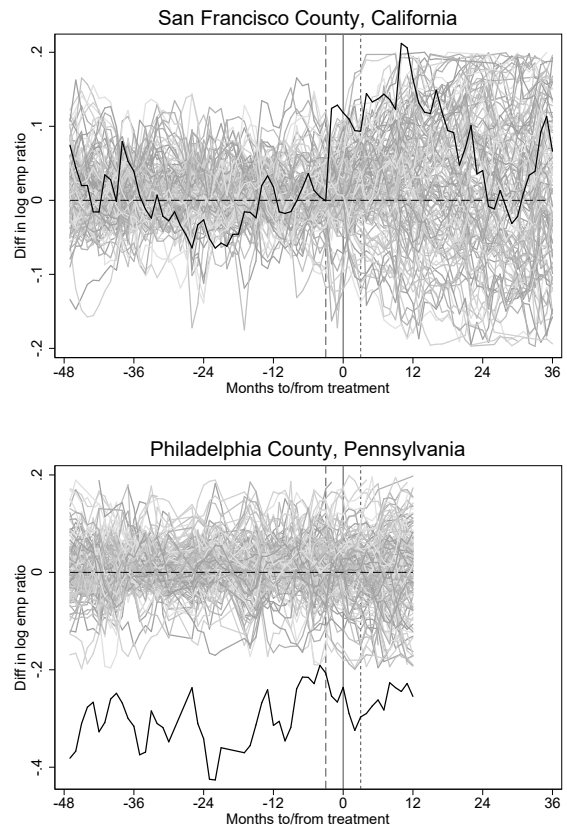 San Francisco County, California
Diff in log emp ratio
.2
.1
0
-.1
-.2
-48 -36 -24 -12 0 12 24 36
Months to/from treatment
Philadelphia County, Pennsylvania
Diff in log emp ratio
.2
0
-.2
-.4
-48 -36 -24 -12 0 12 24 36
Months to/from treatment